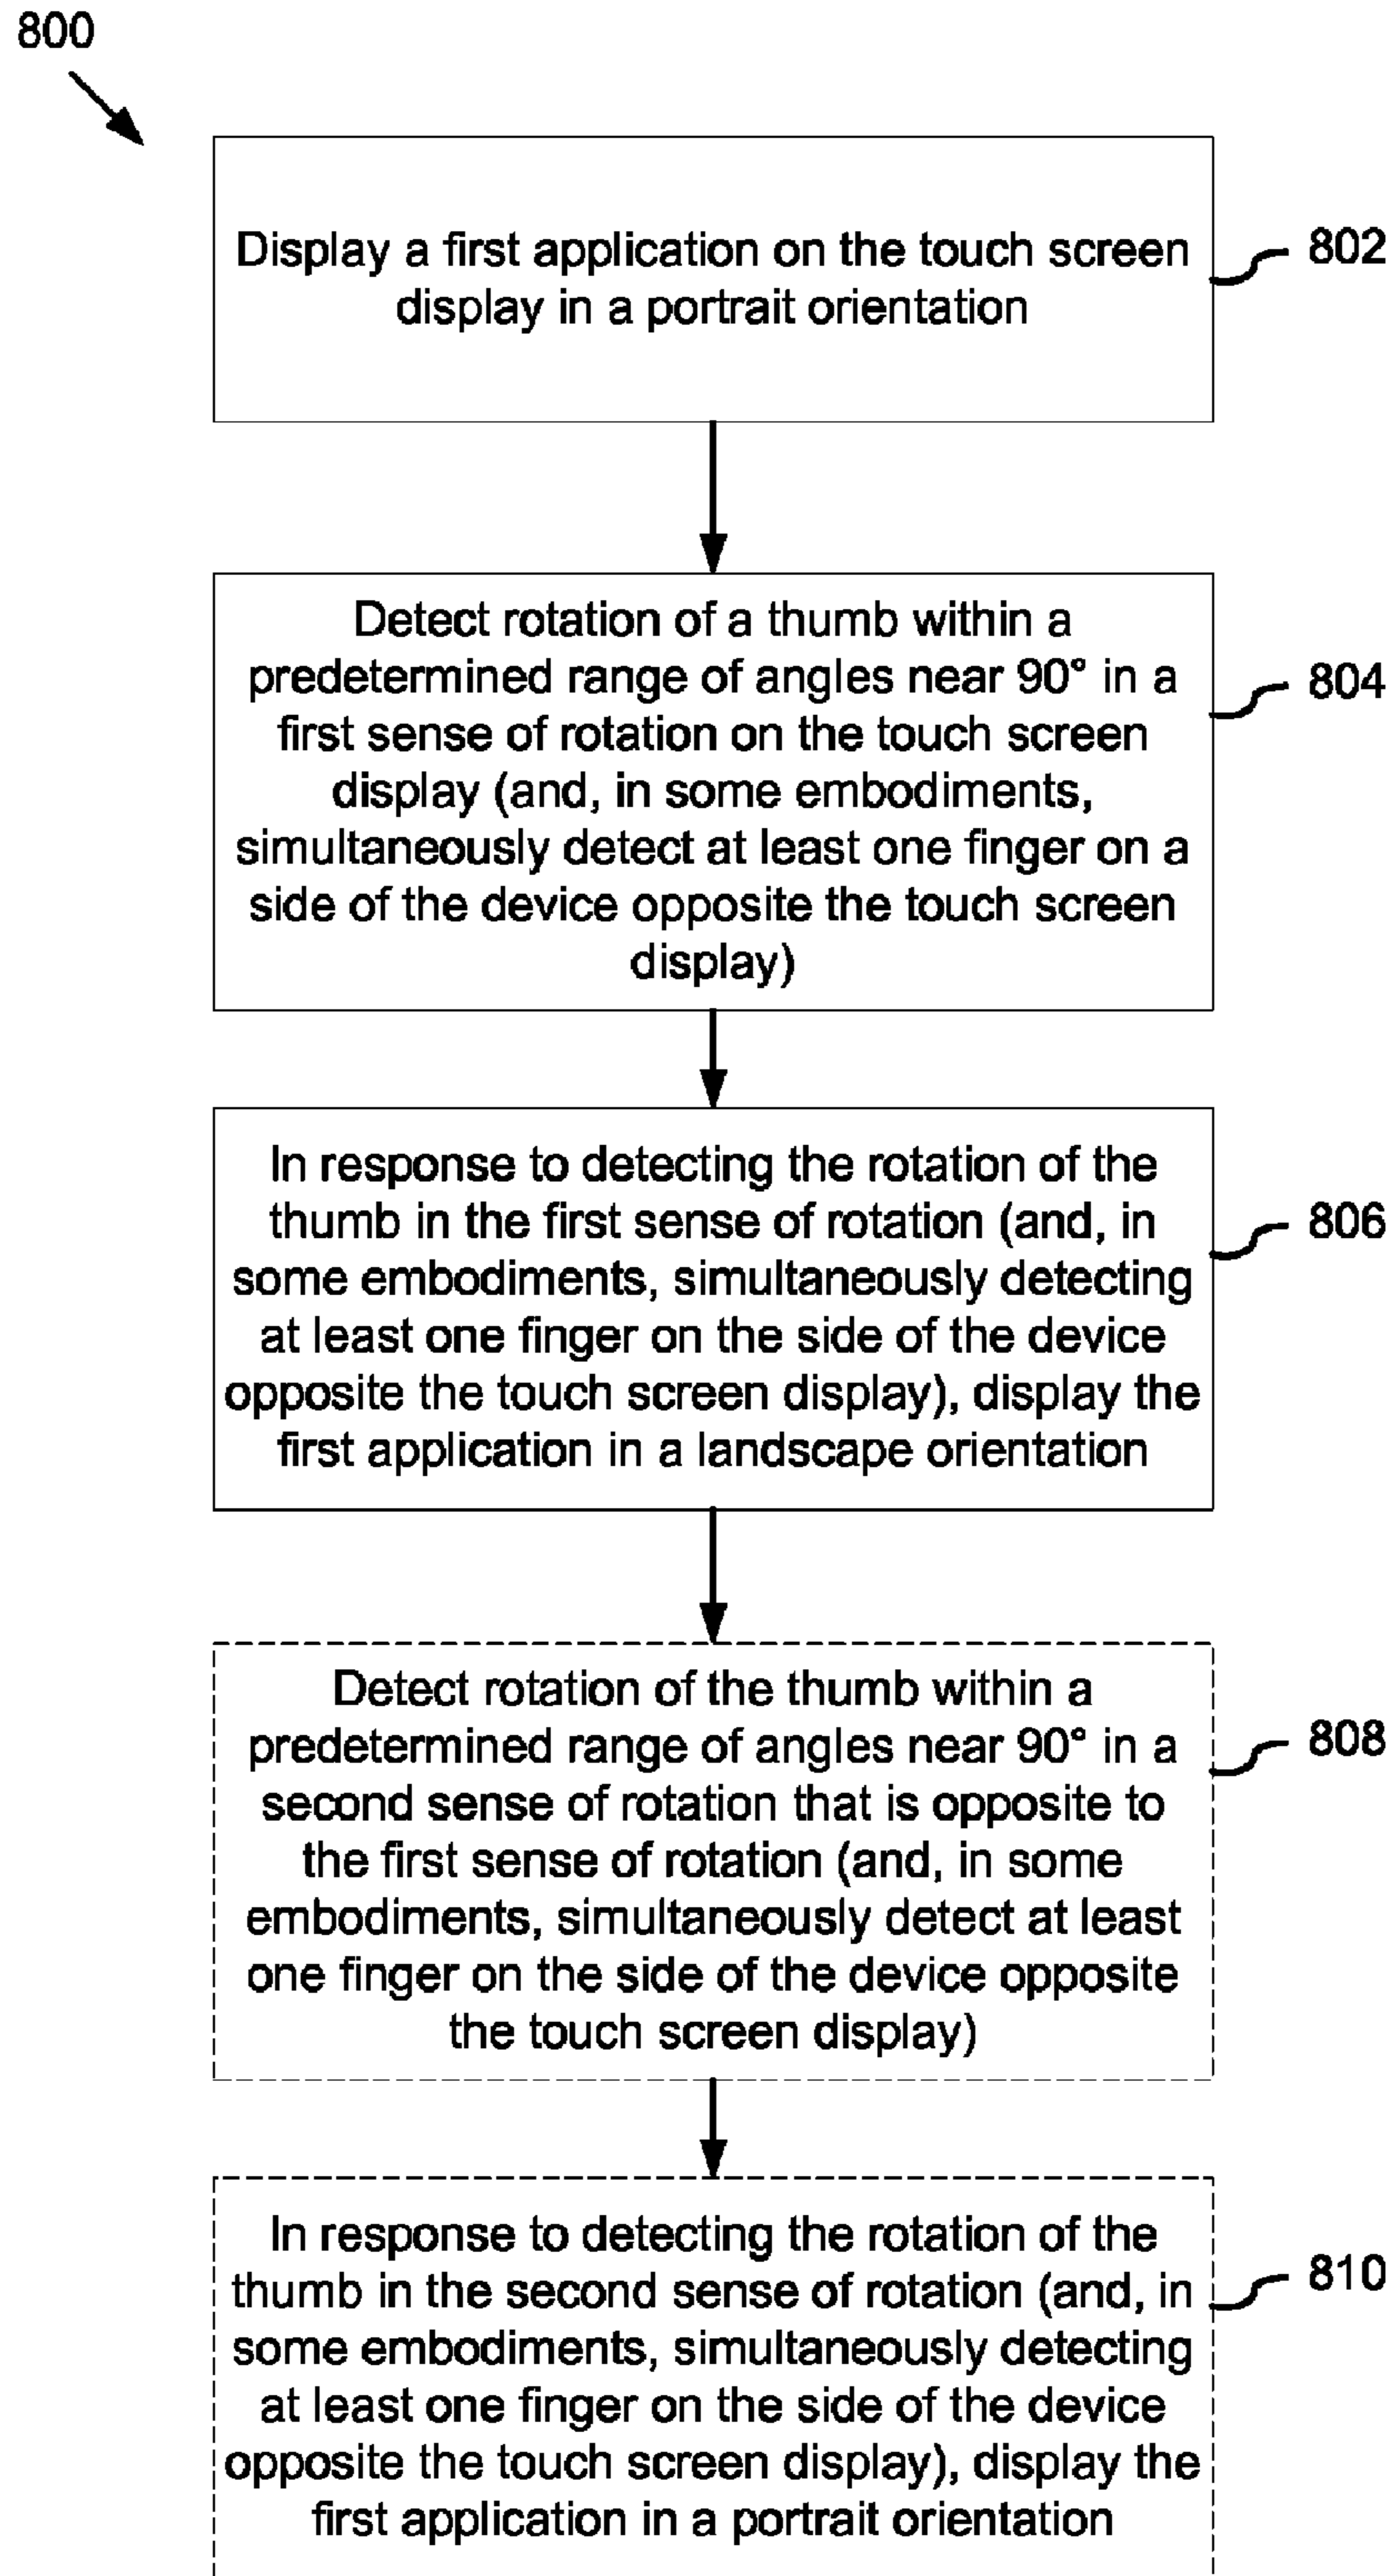 800
Display a first application on the touch screen
display in a portrait orientation
802
Detect rotation of a thumb within a
predetermined range of angles near 90° in a
first sense of rotation on the touch screen
display (and, in some embodiments,
simultaneously detect at least one finger on a
side of the device opposite the touch screen
display)
804
In response to detecting the rotation of the
thumb in the first sense of rotation (and, in
some embodiments, simultaneously detecting
at least one finger on the side of the device
opposite the touch screen display), display the
first application in a landscape orientation
806
Detect rotation of the thumb within a
predetermined range of angles near 90° in a
second sense of rotation that is opposite to
the first sense of rotation (and, in some
embodiments, simultaneously detect at least
one finger on the side of the device opposite
the touch screen display)
808
In response to detecting the rotation of the
thumb in the second sense of rotation (and, in
some embodiments, simultaneously detecting
at least one finger on the side of the device
opposite the touch screen display), display the
first application in a portrait orientation
810